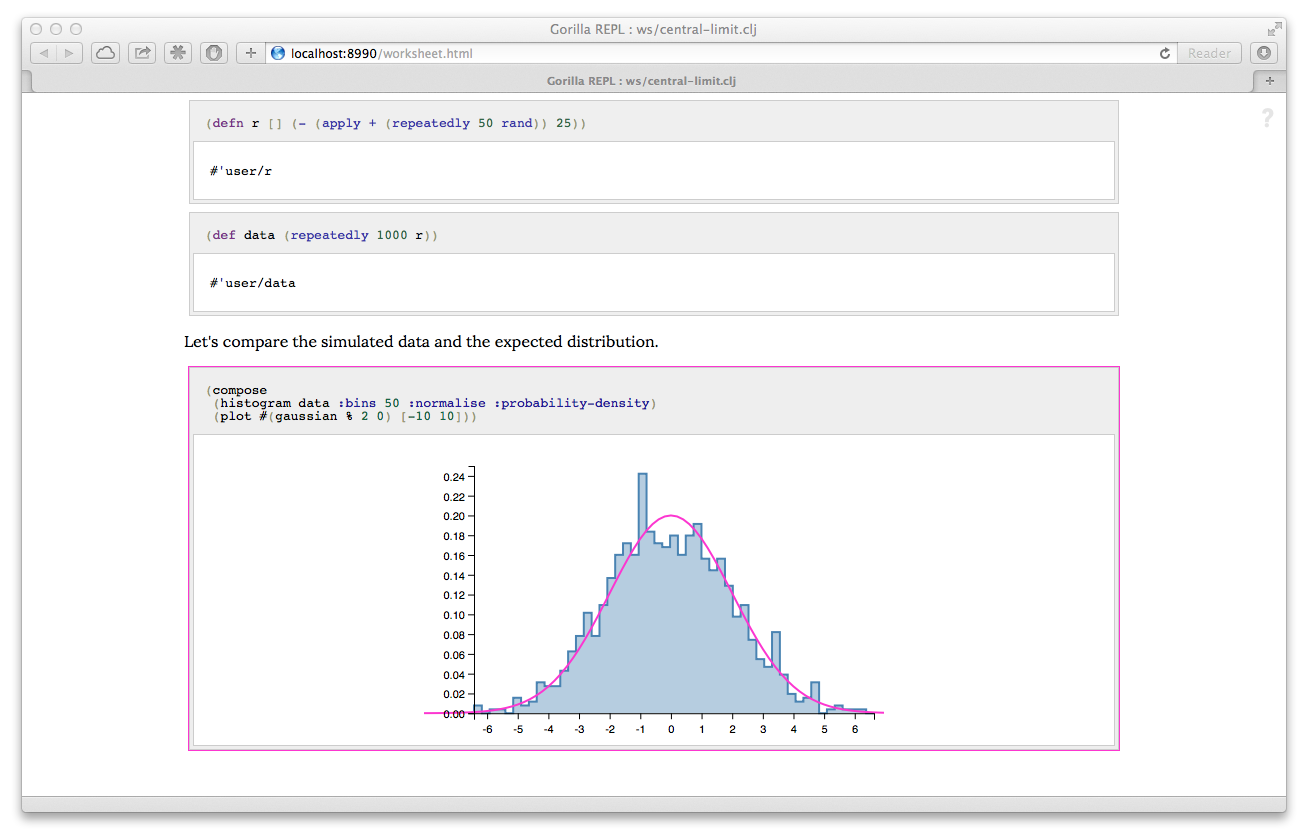 Gorilla REPL : ws/central-limit.clj
localhost:8990/worksheet.html
Reader
Gorilla REPL : ws/central-limit.clj
+
?
(defn r [] (- (apply + (repeatedly 50 rand)) 25))
#'user/r
(def data (repeatedly 1000 r))
#'user/data
Let's compare the simulated data and the expected distribution.
(compose
(histogram data :bins 50 :normalise :probability-density)
(plot #(gaussian % 2 0) [-10 10]))
0.24
0.22
0.20
0.18
0.16
0.14
0.12
0.10
0.08
0.06
0.04
0.02
0.00
-6 -5 -4 -3 -2 -1 0 1 2 3 4 5 6